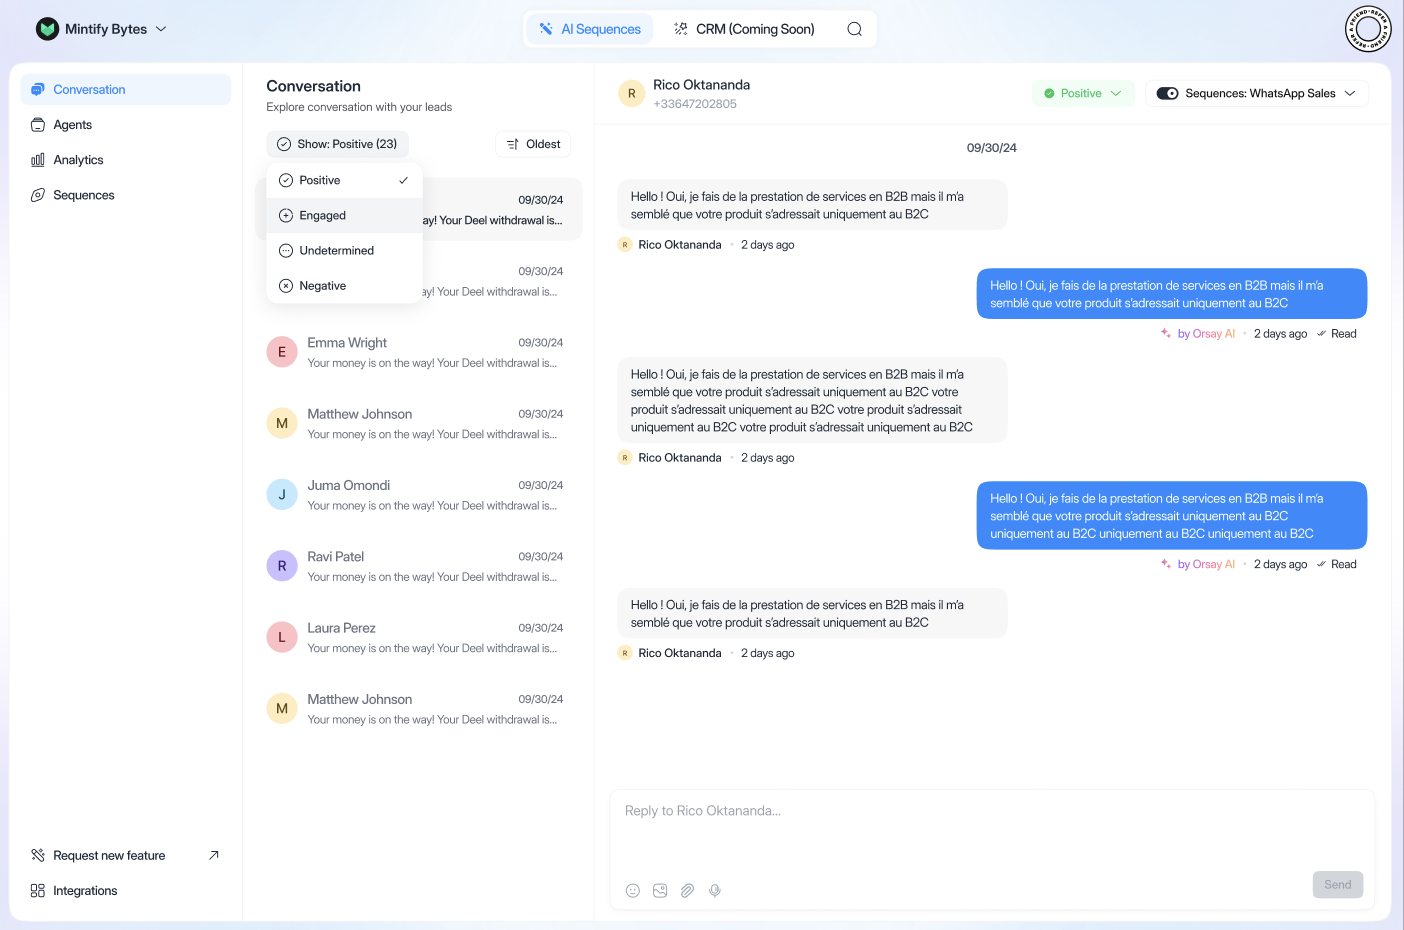 Mintify Bytes
AI Sequences
CRM (Coming Soon)
REFER A FRIEND • REFER A FRIEND •
Conversation
Agents
Analytics
Sequences
Request new feature
Integrations
Conversation
Explore conversation with your leads
Show: Positive (23)
Oldest
Positive
Engaged
Undetermined
Negative
09/30/24
ay! Your Deel withdrawal is...
09/30/24
ay! Your Deel withdrawal is...
E
Emma Wright
09/30/24
Your money is on the way! Your Deel withdrawal is...
M
Matthew Johnson
09/30/24
Your money is on the way! Your Deel withdrawal is...
J
Juma Omondi
09/30/24
Your money is on the way! Your Deel withdrawal is...
R
Ravi Patel
09/30/24
Your money is on the way! Your Deel withdrawal is...
L
Laura Perez
09/30/24
Your money is on the way! Your Deel withdrawal is...
M
Matthew Johnson
09/30/24
Your money is on the way! Your Deel withdrawal is...
R
Rico Oktananda
+33647202805
Positive
Sequences: WhatsApp Sales
09/30/24
Hello ! Oui, je fais de la prestation de services en B2B mais il m’a
semblé que votre produit s’adressait uniquement au B2C
R Rico Oktananda • 2 days ago
Hello ! Oui, je fais de la prestation de services en B2B mais il m’a
semblé que votre produit s’adressait uniquement au B2C
by Orsay AI • 2 days ago Read
Hello ! Oui, je fais de la prestation de services en B2B mais il m’a
semblé que votre produit s’adressait uniquement au B2C votre
produit s’adressait uniquement au B2C votre produit s’adressait
uniquement au B2C votre produit s’adressait uniquement au B2C
R Rico Oktananda • 2 days ago
Hello ! Oui, je fais de la prestation de services en B2B mais il m’a
semblé que votre produit s’adressait uniquement au B2C
uniquement au B2C uniquement au B2C uniquement au B2C
by Orsay AI • 2 days ago Read
Hello ! Oui, je fais de la prestation de services en B2B mais il m’a
semblé que votre produit s’adressait uniquement au B2C
R Rico Oktananda • 2 days ago
Reply to Rico Oktananda...
Send